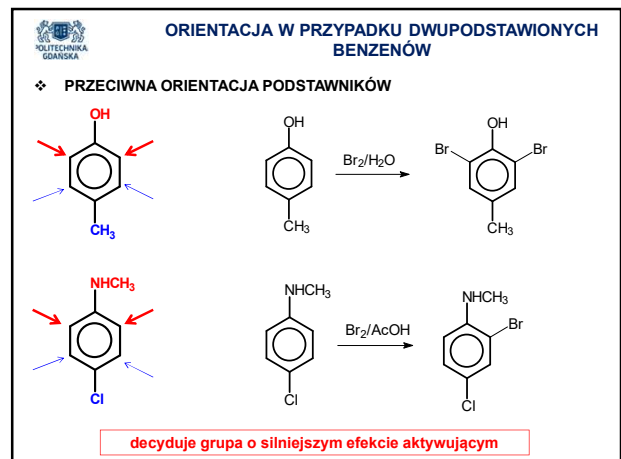 POLITECHNIKA
GDAŃSKA
ORIENTACJA W PRZYPADKU DWUPODSTAWIONYCH
BENZENÓW
❖ PRZECIWNA ORIENTACJA PODSTAWNIKÓW
OH
CH₃
OH
CH₃
Br₂/H₂O
OH
Br
Br
CH₃
NHCH₃
Cl
NHCH₃
Cl
Br₂/AcOH
NHCH₃
Br
Cl
decyduje grupa o silniejszym efekcie aktywującym